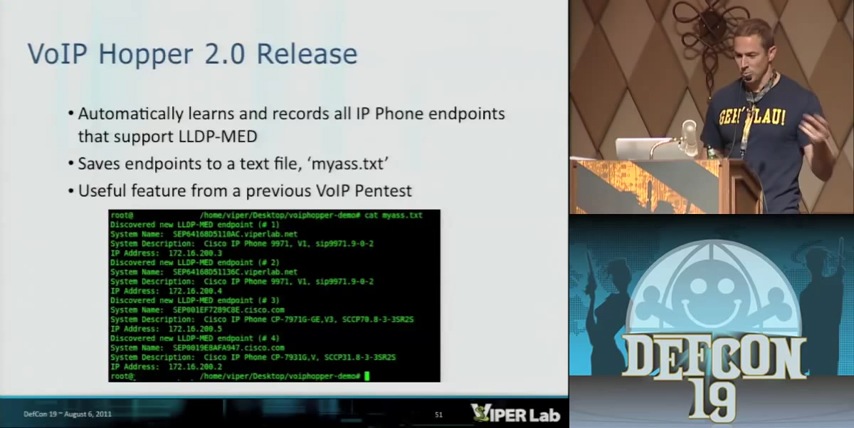 VoIP Hopper 2.0 Release
• Automatically learns and records all IP Phone endpoints
that support LLDP-MED
• Saves endpoints to a text file, 'myass.txt'
• Useful feature from a previous VoIP Pentest
root@ /home/viper/Desktop/voiphopper-demo# cat myass.txt
Discovered new LLDP-MED endpoint (# 1)
System Name: SEP64168D5118AC.viperlab.net
System Description: Cisco IP Phone 9971, V1, sip9971.9-0-2
IP Address: 172.16.200.3
Discovered new LLDP-MED endpoint (# 2)
System Name: SEP64168D51136C.viperlab.net
System Description: Cisco IP Phone 9971, V1, sip9971.9-0-2
IP Address: 172.16.200.4
Discovered new LLDP-MED endpoint (# 3)
System Name: SEP001EF7289C8E.cisco.com
System Description: Cisco IP Phone CP-7971G-GE,V3, SCCP70.8-3-3SR2S
IP Address: 172.16.200.5
Discovered new LLDP-MED endpoint (# 4)
System Name: SEP0019E8AFA947.cisco.com
System Description: Cisco IP Phone CP-7931G,V, SCCP31.8-3-3SR2S
IP Address: 172.16.200.2
root@ /home/viper/Desktop/voiphopper-demo#
DefCon 19 ~ August 6, 2011
51
VIPER Lab
GEH' LAU!
DEFCON
19